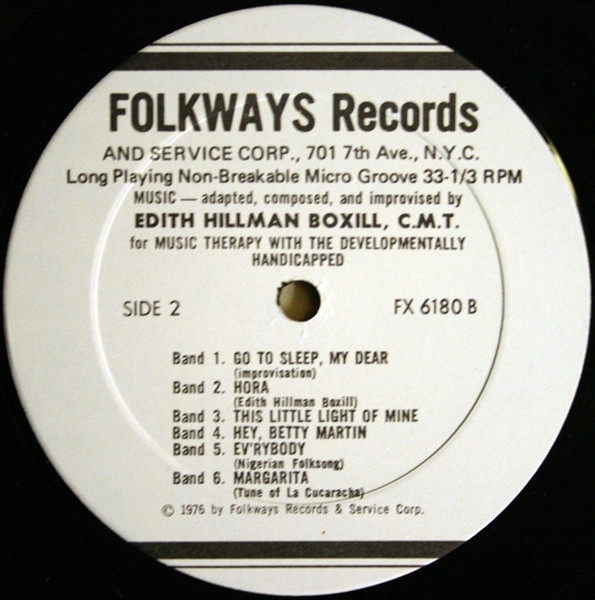 FOLKWAYS Records
AND SERVICE CORP., 701 7th Ave., N.Y.C.
Long Playing Non-Breakable Micro Groove 33-1/3 RPM
MUSIC — adapted, composed, and improvised by
EDITH HILLMAN BOXILL, C.M.T.
for MUSIC THERAPY WITH THE DEVELOPMENTALLY
HANDICAPPED
SIDE 2 FX 6180 B
Band 1. GO TO SLEEP, MY DEAR
(improvisation)
Band 2. HORA
(Edith Hillman Boxill)
Band 3. THIS LITTLE LIGHT OF MINE
Band 4. HEY, BETTY MARTIN
Band 5. EV'RYBODY
(Nigerian Folksong)
Band 6. MARGARITA
(Tune of La Cucaracha)
© 1976 by Folkways Records & Service Corp.